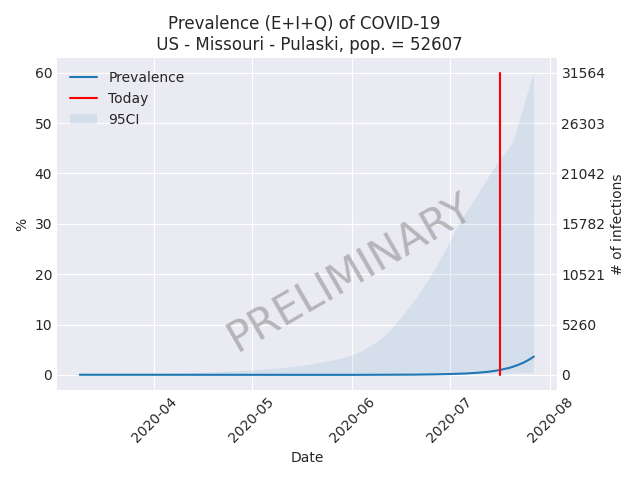 Prevalence (E+I+Q) of COVID-19
US - Missouri - Pulaski, pop. = 52607
Prevalence
Today
95CI
60
50
40
30
20
10
0
%
31564
26303
21042
15782
10521
5260
0
# of infections
PRELIMINARY
2020-04
2020-05
2020-06
2020-07
2020-08
Date